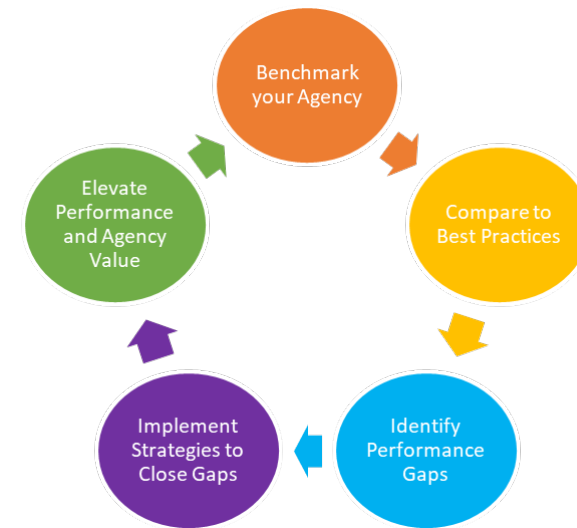 Benchmark
your Agency
Compare to
Best Practices
Identify
Performance
Gaps
Implement
Strategies to
Close Gaps
Elevate
Performance
and Agency
Value